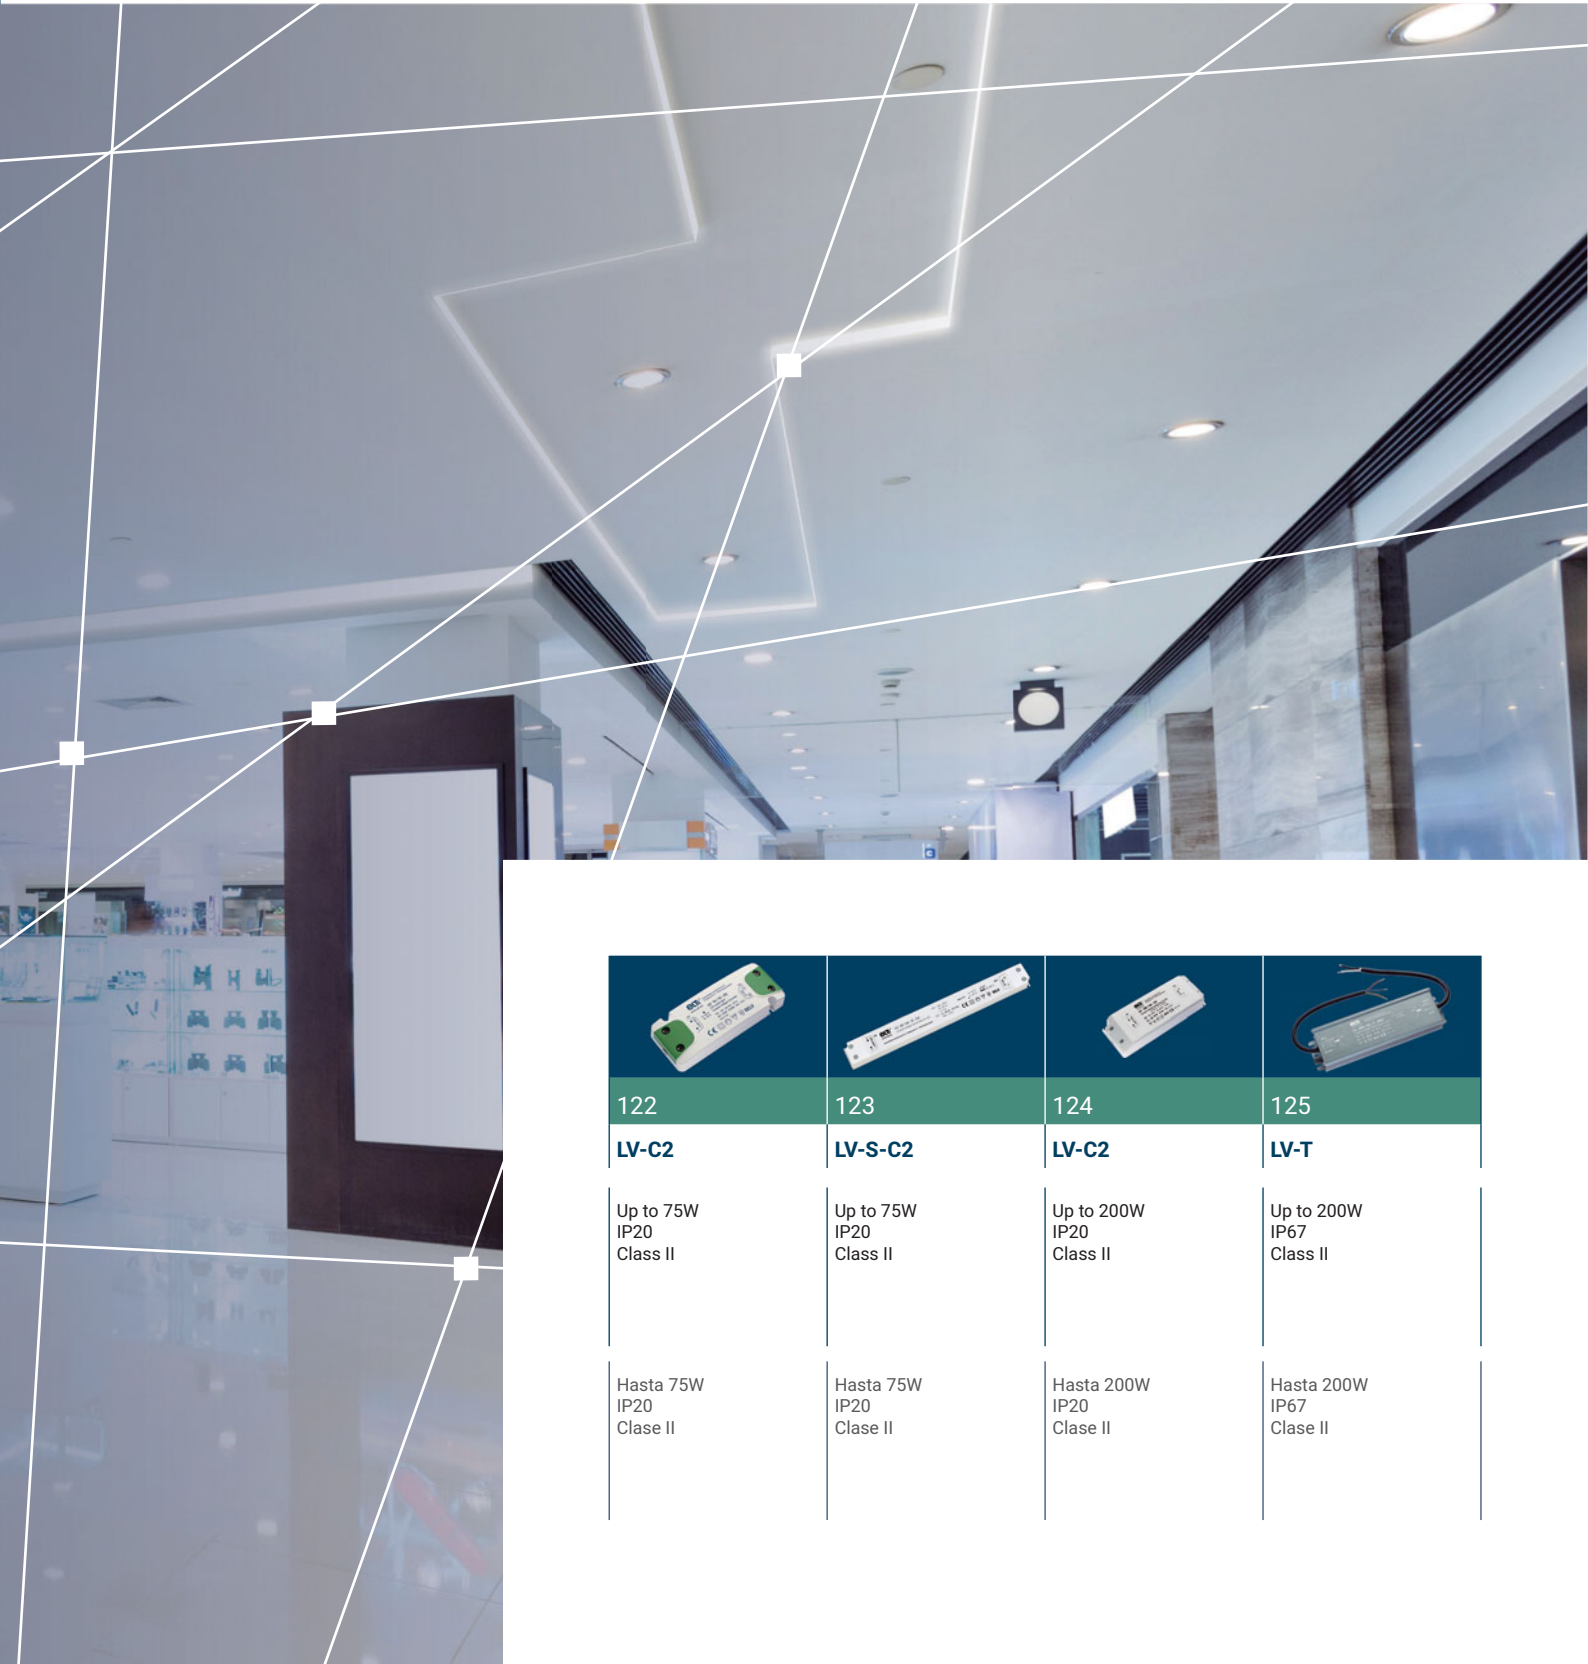 122
123
124
125
LV-C2
LV-S-C2
LV-C2
LV-T
Up to 75W
IP20
Class II
Up to 75W
IP20
Class II
Up to 200W
IP20
Class II
Up to 200W
IP67
Class II
Hasta 75W
IP20
Clase II
Hasta 75W
IP20
Clase II
Hasta 200W
IP20
Clase II
Hasta 200W
IP67
Clase II